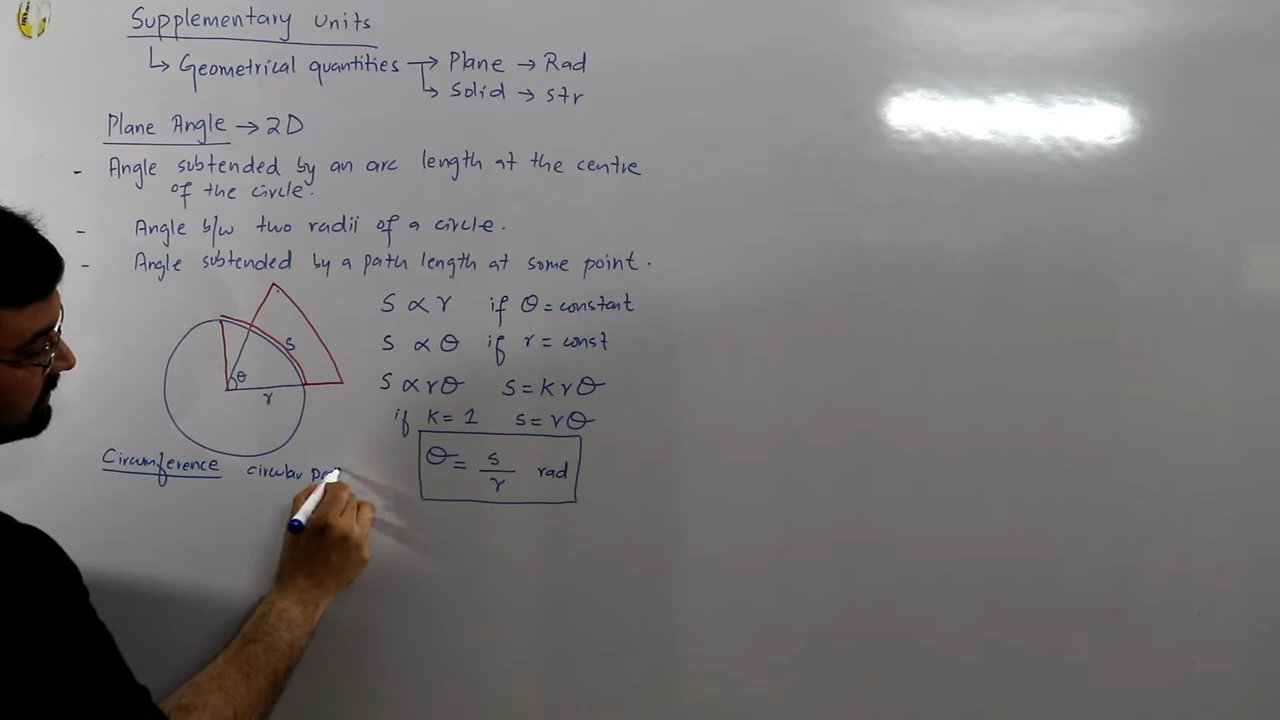 Supplementary units
↳ Geometrical quantities → Plane → Rad
↳ Solid → str
Plane Angle → 2D
- Angle subtended by an arc length at the centre
of the circle.
- Angle b/w two radii of a circle.
- Angle subtended by a path length at some point.
S ∝ r if θ = constant
S ∝ θ if r = const
S ∝ rθ S = k r θ
if k = 1 S = rθ
θ = s/r rad
s
θ
r
Circumference circular